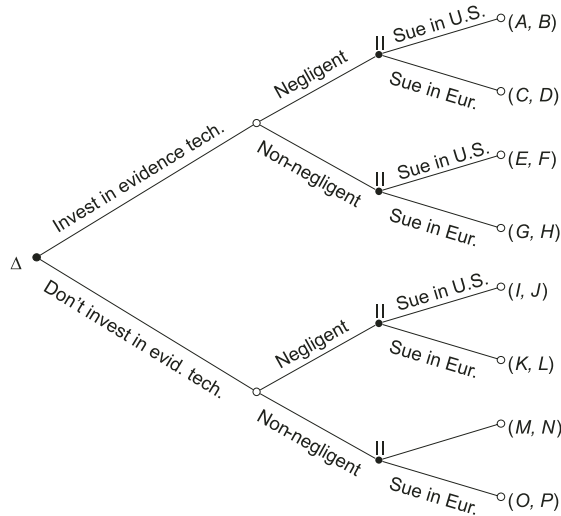 Sue in U.S.
(A, B)
Negligent
II
Sue in Eur.
(C, D)
Invest in evidence tech.
Non-negligent
II
Sue in U.S.
(E, F)
Sue in Eur.
(G, H)
Δ
Don't invest in evid. tech.
Negligent
II
Sue in U.S.
(I, J)
Sue in Eur.
(K, L)
Non-negligent
II
(M, N)
Sue in Eur.
(O, P)